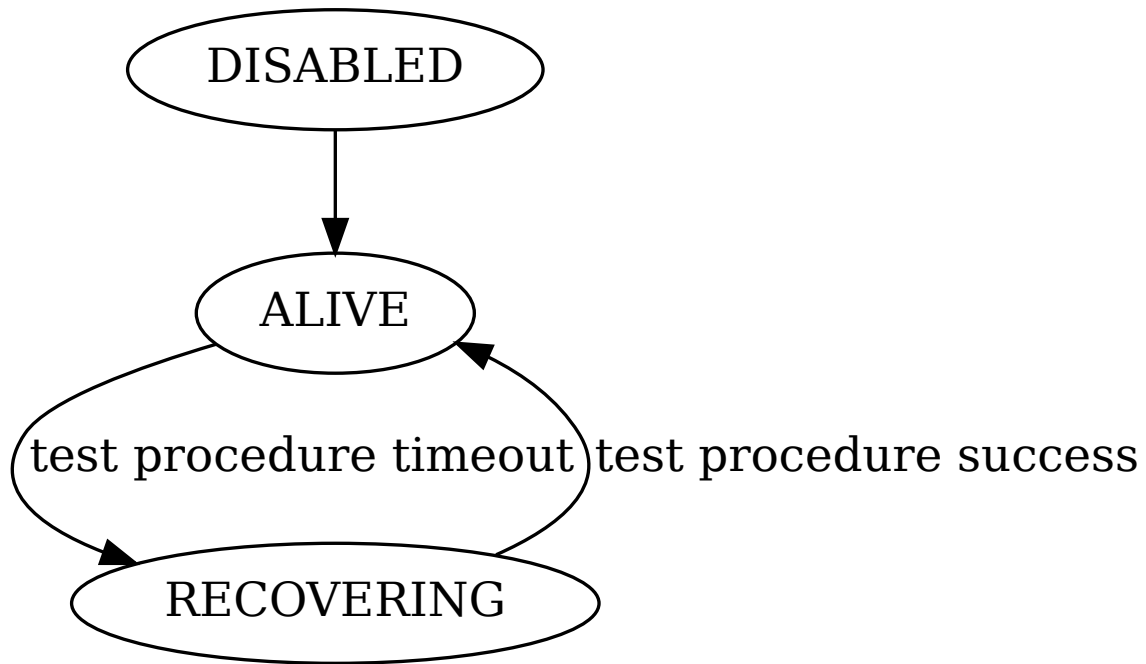 DISABLED
ALIVE
test procedure timeout
test procedure success
RECOVERING